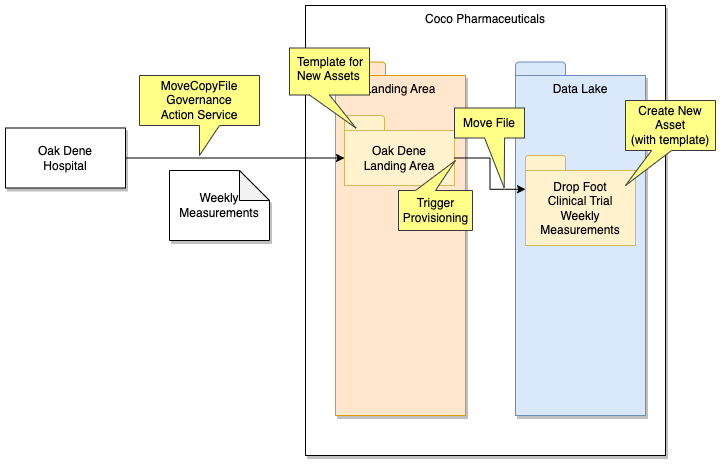 Coco Pharmaceuticals
Template for
New Assets
Landing Area
Data Lake
MoveCopyFile
Governance
Action Service
Move File
Create New
Asset
(with template)
Oak Dene
Hospital
Oak Dene
Landing Area
Weekly
Measurements
Trigger
Provisioning
Drop Foot
Clinical Trial
Weekly
Measurements